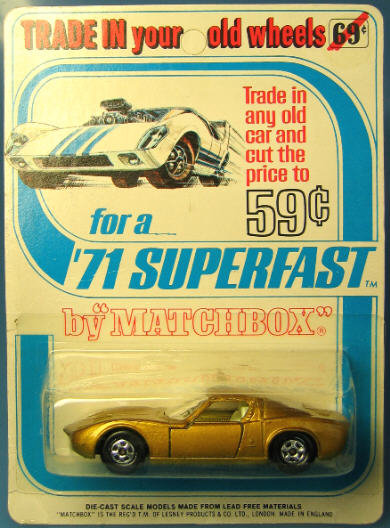 TRADE IN your old wheels 69¢
Trade in
any old
car and
cut the
price to
59¢
for a__
'71 SUPERFAST TM
by "MATCHBOX" ®
DIE-CAST SCALE MODELS MADE FROM LEAD FREE MATERIALS
"MATCHBOX" IS THE REG'D T.M. OF LESNEY PRODUCTS & CO. LTD., LONDON. MADE IN ENGLAND